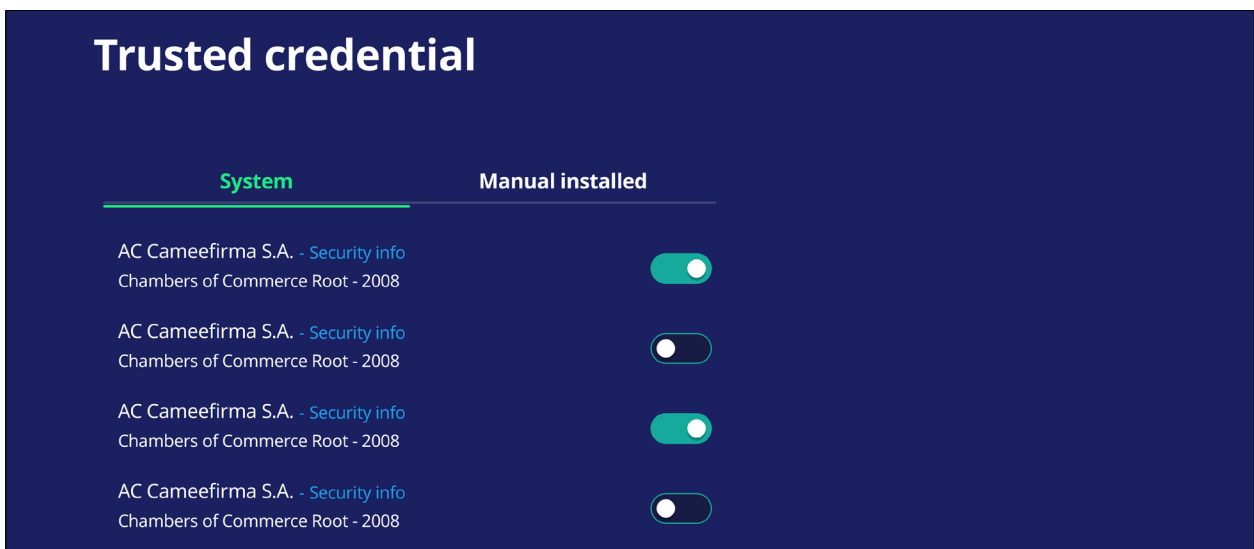 Trusted credential
System
Manual installed
AC Cameefirma S.A. - Security info
Chambers of Commerce Root - 2008
AC Cameefirma S.A. - Security info
Chambers of Commerce Root - 2008
AC Cameefirma S.A. - Security info
Chambers of Commerce Root - 2008
AC Cameefirma S.A. - Security info
Chambers of Commerce Root - 2008